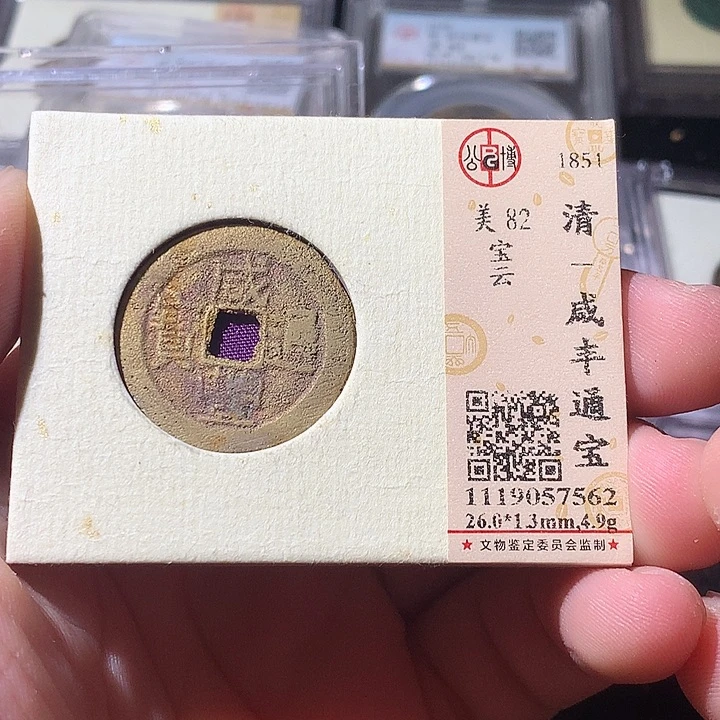 公博
1851
清一咸丰通宝
美 82
宝云
1119057562
26.0*1.3mm,4.9g
★ 文物鉴定委员会监制 ★